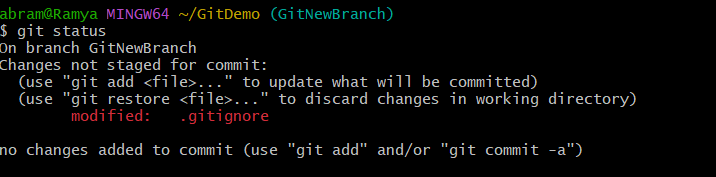 abram@Ramya MINGW64 ~/GitDemo (GitNewBranch)
$ git status
On branch GitNewBranch
Changes not staged for commit:
  (use "git add <file>..." to update what will be committed)
  (use "git restore <file>..." to discard changes in working directory)
        modified:   .gitignore

no changes added to commit (use "git add" and/or "git commit -a")